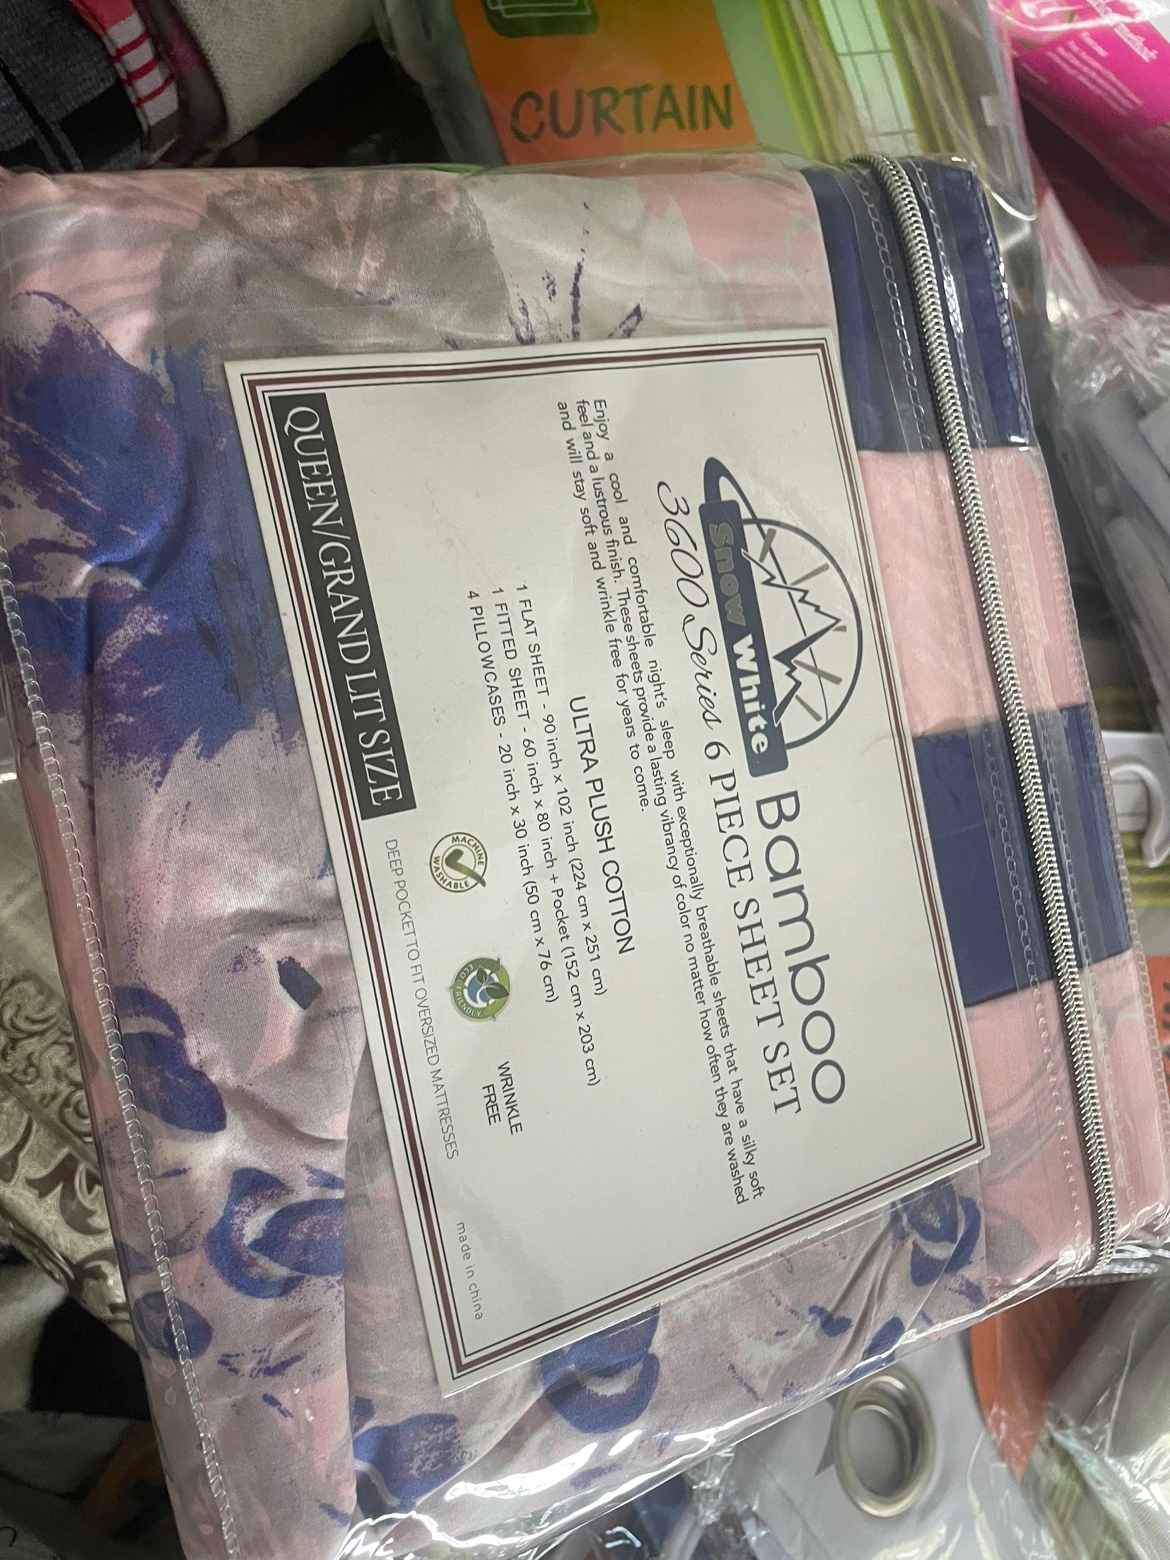 CURTAIN
Snow White
Bamboo
3600 Series 6 PIECE SHEET SET
Enjoy a cool and comfortable night's sleep with exceptionally breathable sheets that have a silky soft
feel and a lustrous finish. These sheets provide a lasting vibrancy of color no matter how often they are washed
and will stay soft and wrinkle free for years to come.
ULTRA PLUSH COTTON
1 FLAT SHEET - 90 inch x 102 inch (224 cm x 251 cm)
1 FITTED SHEET - 60 inch x 80 inch + Pocket (152 cm x 203 cm)
4 PILLOWCASES - 20 inch x 30 inch (50 cm x 76 cm)
MACHINE
WASHABLE
ECO
FRIENDLY
WRINKLE
FREE
QUEEN/GRAND LIT SIZE
DEEP POCKET TO FIT OVERSIZED MATTRESSES
made in china